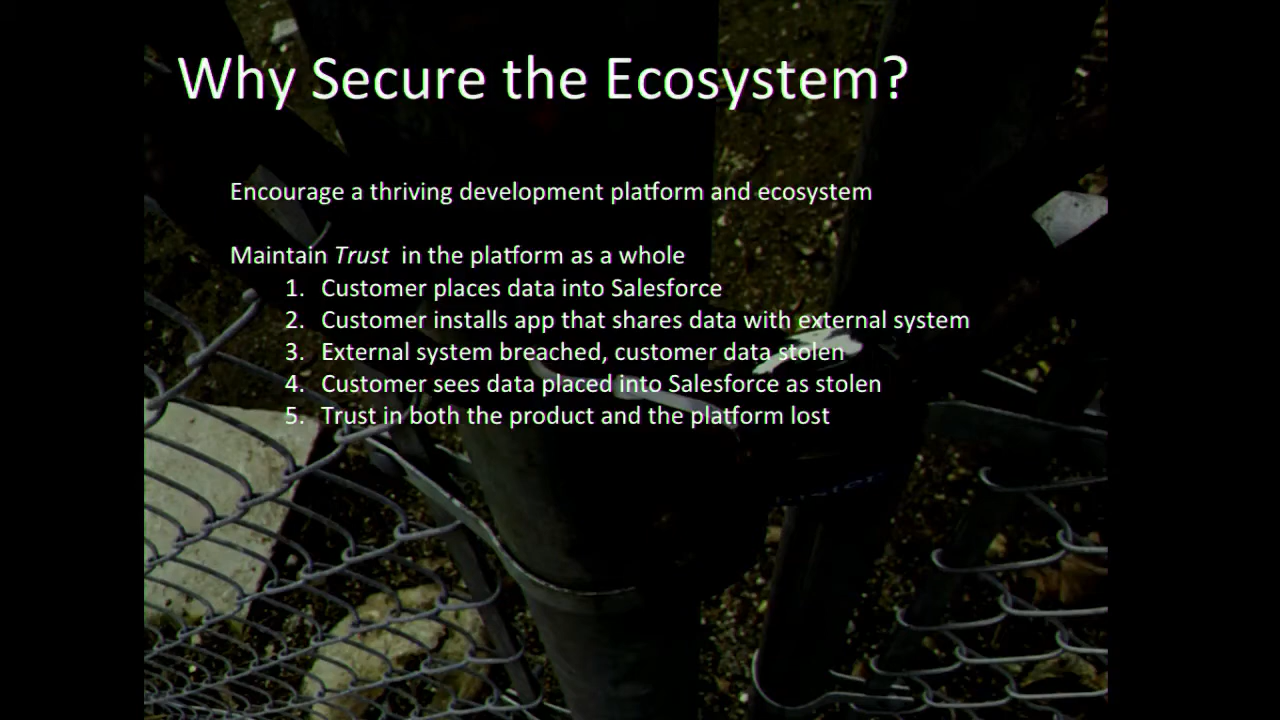 Why Secure the Ecosystem?
Encourage a thriving development platform and ecosystem
Maintain Trust in the platform as a whole
1. Customer places data into Salesforce
2. Customer installs app that shares data with external system
3. External system breached, customer data stolen
4. Customer sees data placed into Salesforce as stolen
5. Trust in both the product and the platform lost